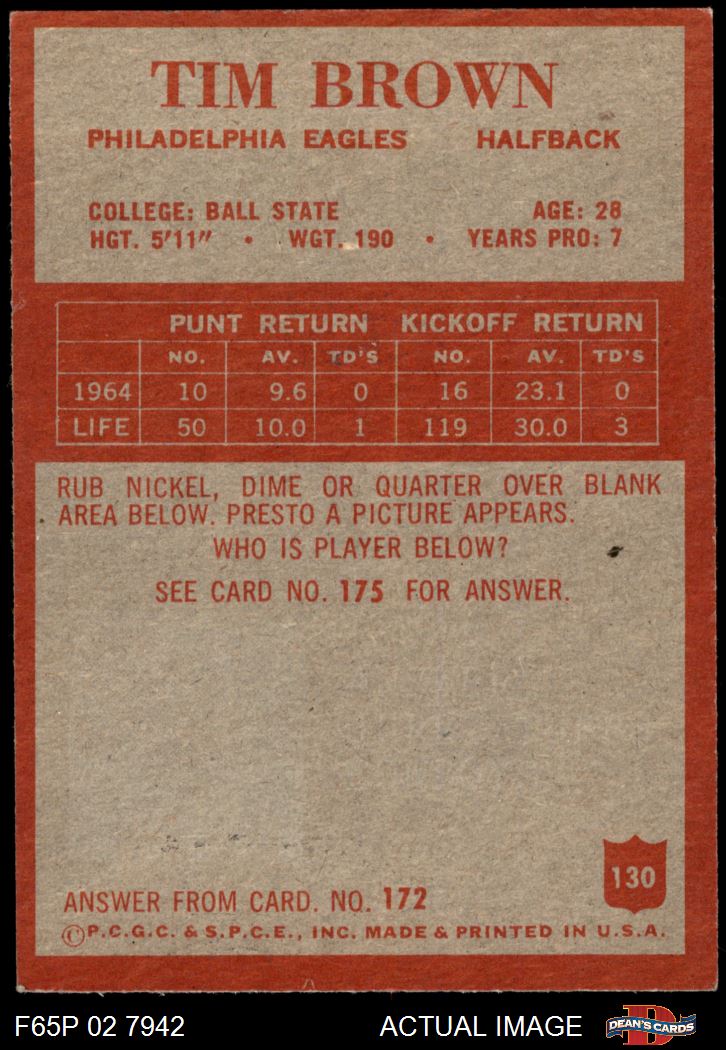 TIM BROWN
PHILADELPHIA EAGLES HALFBACK
COLLEGE: BALL STATE AGE: 28
HGT. 5'11" • WGT. 190 • YEARS PRO: 7
PUNT RETURN KICKOFF RETURN
NO. AV. TD'S NO. AV. TD'S
1964 10 9.6 0 16 23.1 0
LIFE 50 10.0 1 119 30.0 3
RUB NICKEL, DIME OR QUARTER OVER BLANK
AREA BELOW. PRESTO A PICTURE APPEARS.
WHO IS PLAYER BELOW?
SEE CARD NO. 175 FOR ANSWER.
130
ANSWER FROM CARD. NO. 172
©P.C.G.C. & S.P.C.E., INC. MADE & PRINTED IN U.S.A.
F65P 02 7942 ACTUAL IMAGE D DEAN'S CARDS